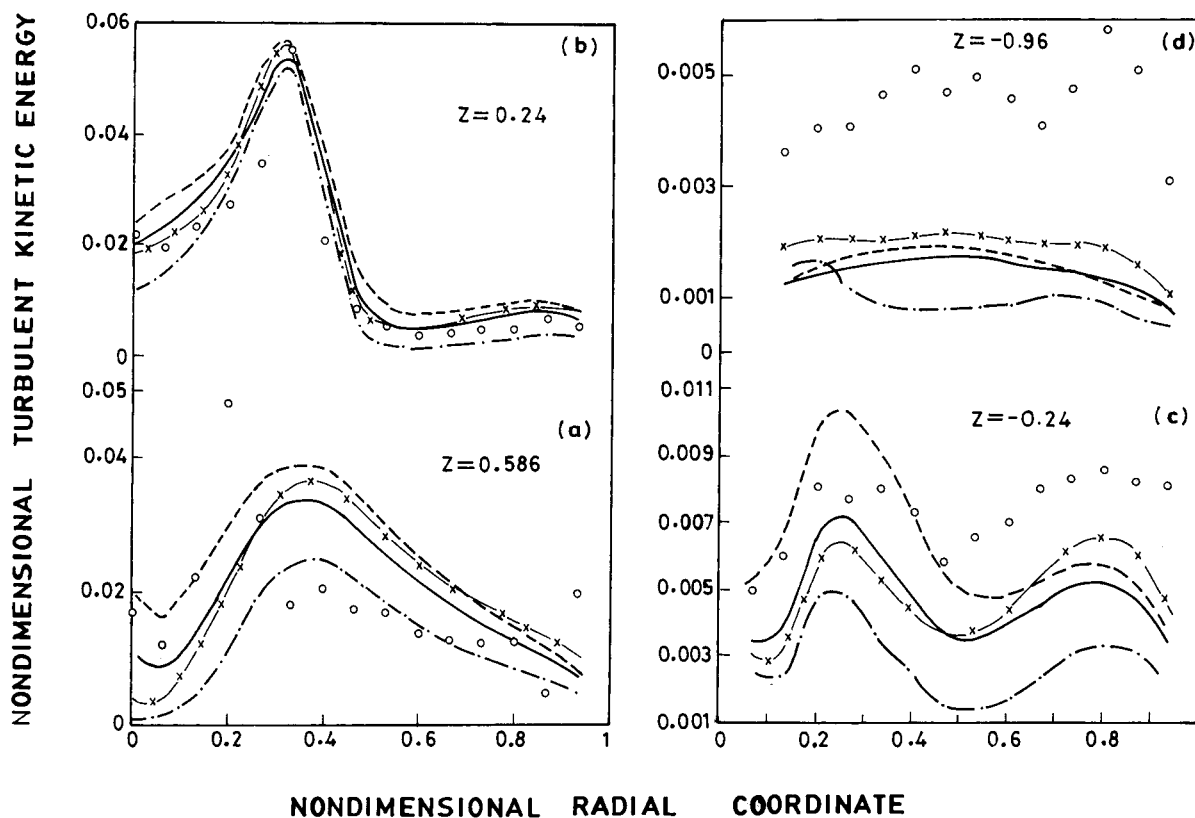 NONDIMENSIONAL TURBULENT KINETIC ENERGY
0.06
0.04
0.02
0
(b)
Z=0.24
0.05
0.04
0.02
0
(a)
Z=0.586
0 0.2 0.4 0.6 0.8 1
Z=-0.96
(d)
0.005
0.003
0.001
0
0.011
0.009
0.007
0.005
0.003
0.001
(c)
Z=-0.24
0 0.2 0.4 0.6 0.8
NONDIMENSIONAL RADIAL COORDINATE